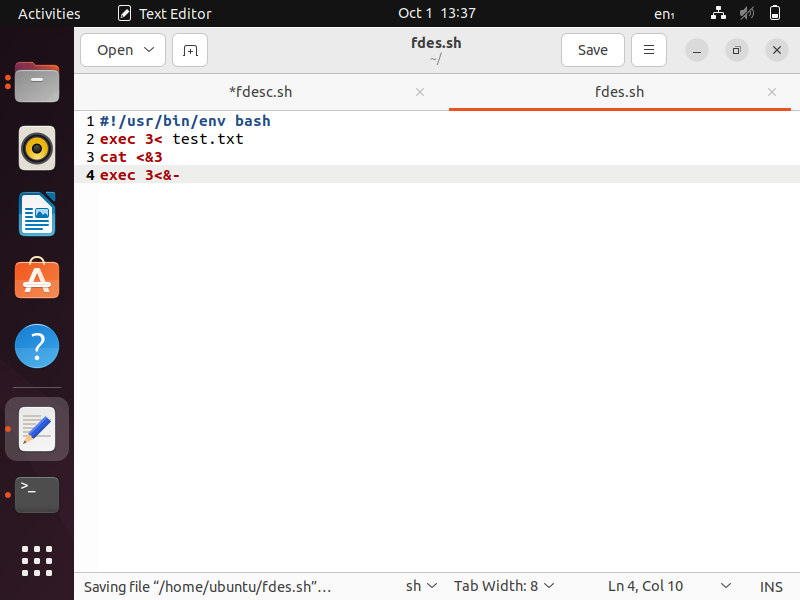 Activities
Text Editor
Oct 1 13:37
en₁
Open
fdes.sh
~/
Save
*fdesc.sh
fdes.sh
1 #!/usr/bin/env bash
2 exec 3< test.txt
3 cat <&3
4 exec 3<&-
>_
Saving file “/home/ubuntu/fdes.sh”…
sh
Tab Width: 8
Ln 4, Col 10
INS